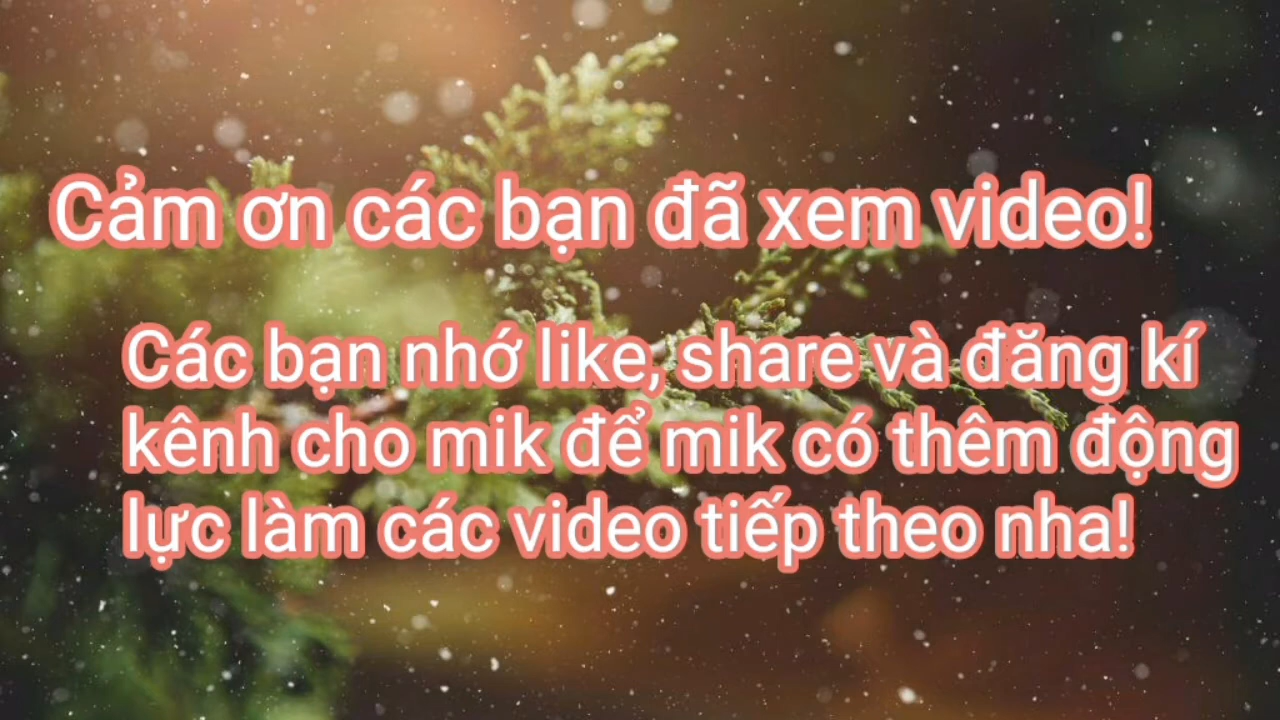 Cảm ơn các bạn đã xem video!
Các bạn nhớ like, share và đăng kí
kênh cho mik để mik có thêm động
lực làm các video tiếp theo nha!